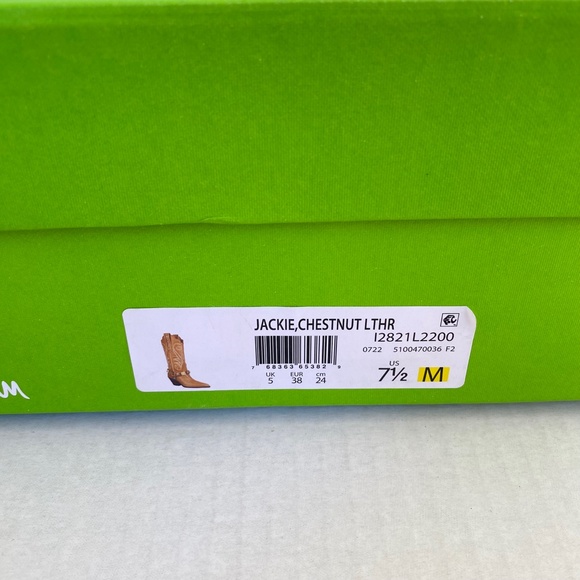 JACKIE,CHESTNUT LTHR
I2821L2200
0722 5100470036 F2
7 68363 65382 9
UK EUR cm
5 38 24
US
7½ M